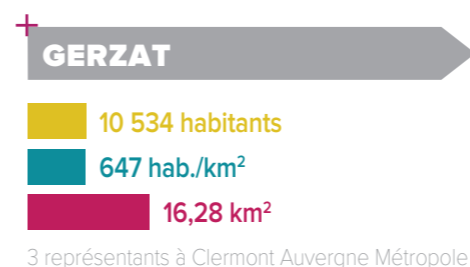 GERZAT
10 534 habitants
647 hab./km²
16,28 km²
3 représentants à Clermont Auvergne Métropole